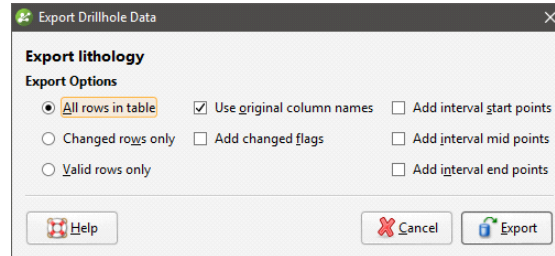 Export Drillhole Data
Export lithology
Export Options
All rows in table
Use original column names
Add interval start points
Changed rows only
Add changed flags
Add interval mid points
Valid rows only
Add interval end points
Help
Cancel
Export